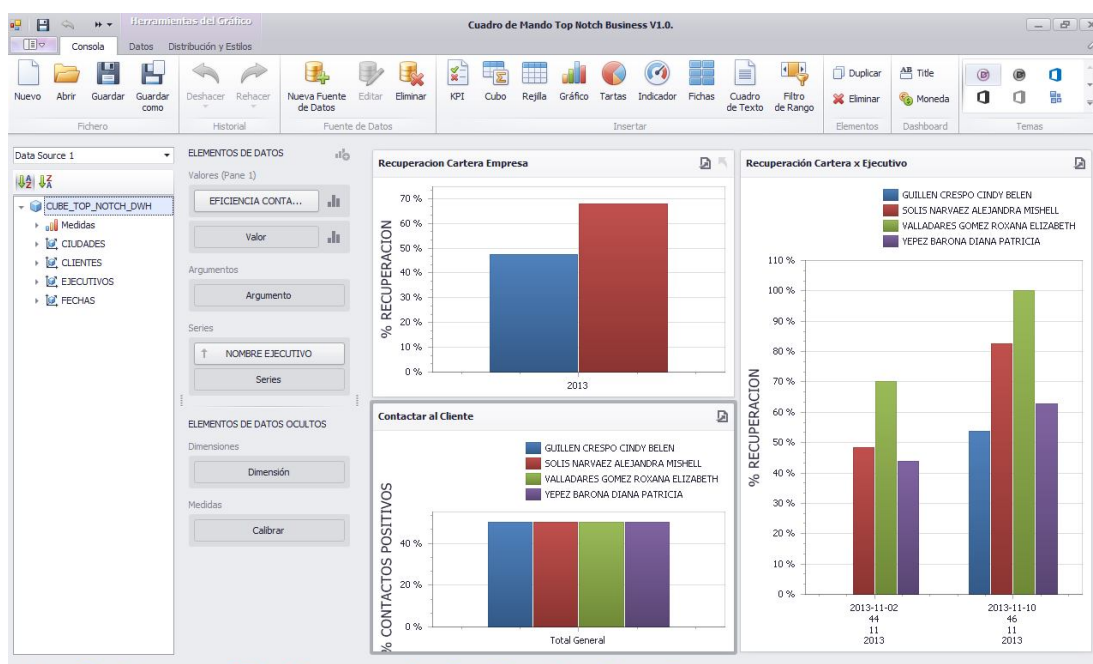 Herramientas del Gráfico
Cuadro de Mando Top Notch Business V1.0.
Consola Datos Distribución y Estilos
Nuevo Abrir Guardar Guardar como
Deshacer Rehacer
Nueva Fuente de Datos Editar Eliminar
KPI Cubo Rejilla Gráfico Tartas Indicador Fichas Cuadro de Texto Filtro de Rango
Duplicar
Eliminar
Title
Moneda
Fichero Historial Fuente de Datos Insertar Elementos Dashboard Temas
Data Source 1
CUBE_TOP_NOTCH_DWH
Medidas
CIUDADES
CLIENTES
EJECUTIVOS
FECHAS
ELEMENTOS DE DATOS
Valores (Pane 1)
EFICIENCIA CONTA...
Valor
Argumentos
Argumento
Series
NOMBRE EJECUTIVO
Series
ELEMENTOS DE DATOS OCULTOS
Dimensiones
Dimensión
Medidas
Calibrar
Recuperacion Cartera Empresa
% RECUPERACION
70 %
60 %
50 %
40 %
30 %
20 %
10 %
0 %
2013
Contactar al Cliente
GUILLEN CRESPO CINDY BELEN
SOLIS NARVAEZ ALEJANDRA MISHELL
VALLADARES GOMEZ ROXANA ELIZABETH
YEPEZ BARONA DIANA PATRICIA
% CONTACTOS POSITIVOS
40 %
20 %
0 %
Total General
Recuperación Cartera x Ejecutivo
GUILLEN CRESPO CINDY BELEN
SOLIS NARVAEZ ALEJANDRA MISHELL
VALLADARES GOMEZ ROXANA ELIZABETH
YEPEZ BARONA DIANA PATRICIA
% RECUPERACION
110 %
100 %
90 %
80 %
70 %
60 %
50 %
40 %
30 %
20 %
10 %
0 %
2013-11-02 2013-11-10
44 46
11 11
2013 2013